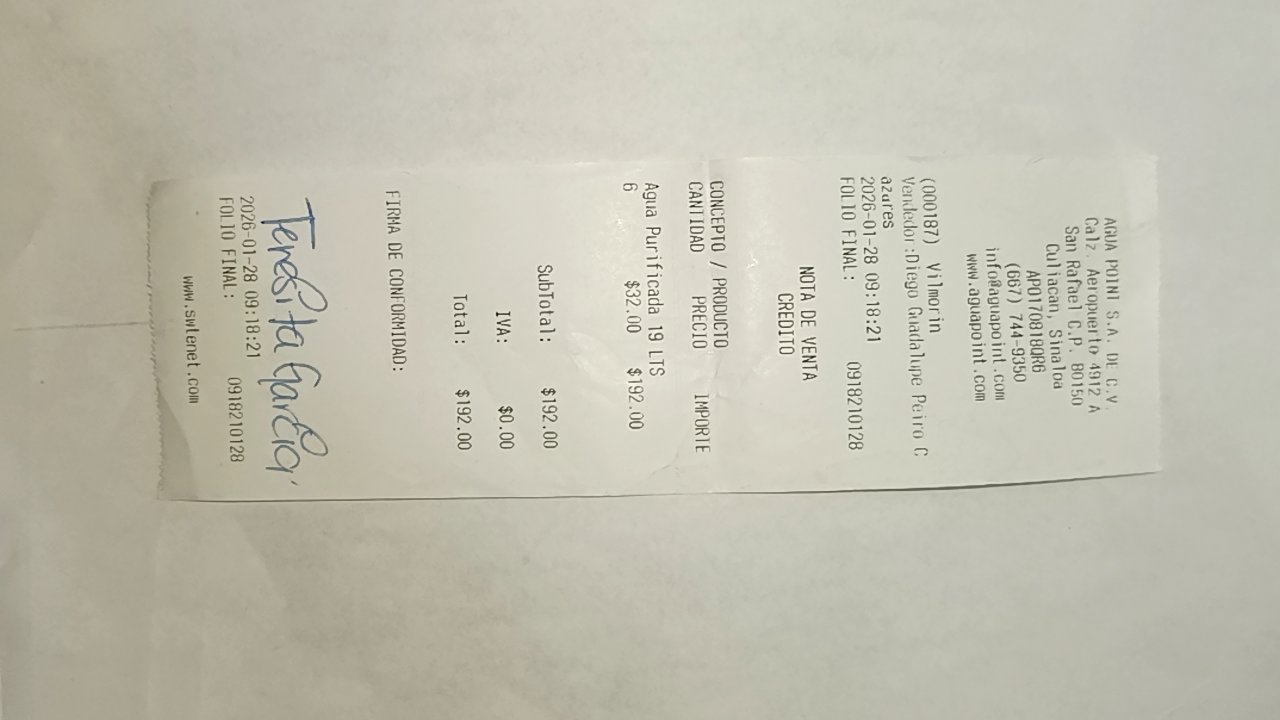 AGUA POINT S.A. DE C.V.
Calz. Aeropuerto 4912 A
San Rafael C.P. 80150
Culiacan, Sinaloa
APO170818QR6
(667) 744-9350
info@aguapoint.com
www.aguapoint.com
(000187) Vilmorin
Vendedor:Diego Guadalupe Peiro C
azares
2026-01-28 09:18:21
FOLIO FINAL: 0918210128
NOTA DE VENTA
CREDITO
CONCEPTO / PRODUCTO
CANTIDAD PRECIO IMPORTE
Agua Purificada 19 LTS
6 $32.00 $192.00
SubTotal: $192.00
IVA: $0.00
Total: $192.00
FIRMA DE CONFORMIDAD:
Teresita García
2026-01-28 09:18:21
FOLIO FINAL: 0918210128
www.swtenet.com